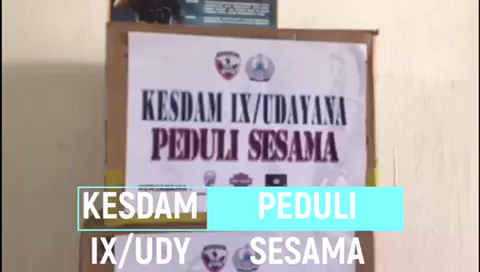 KESDAM IX/UDAYANA
PEDULI SESAMA
KESDAM PEDULI
IX/UDY SESAMA